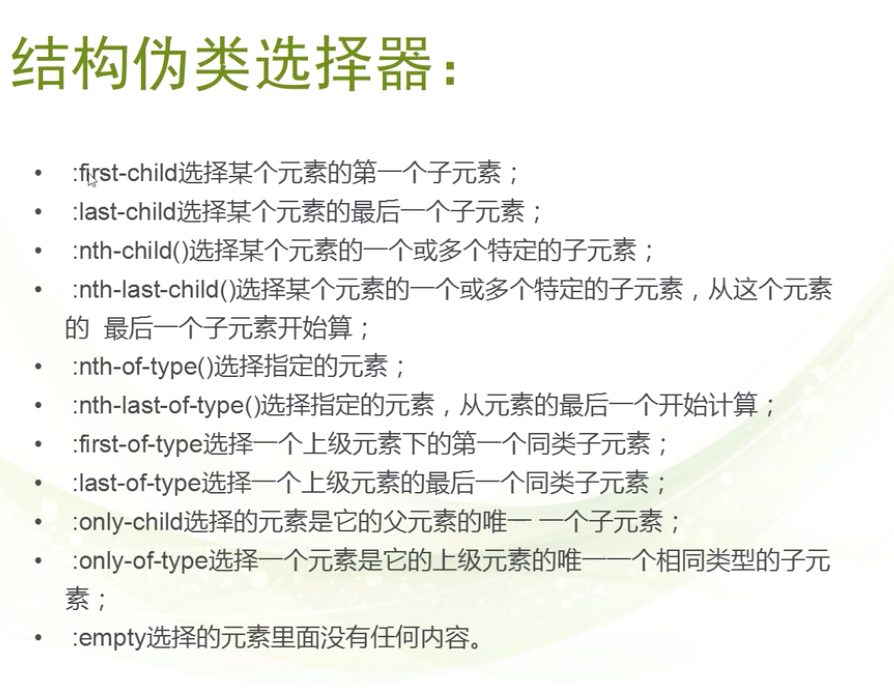 结构伪类选择器:
• :first-child选择某个元素的第一个子元素；
• :last-child选择某个元素的最后一个子元素；
• :nth-child()选择某个元素的一个或多个特定的子元素；
• :nth-last-child()选择某个元素的一个或多个特定的子元素，从这个元素
的 最后一个子元素开始算；
• :nth-of-type()选择指定的元素；
• :nth-last-of-type()选择指定的元素，从元素的最后一个开始计算；
• :first-of-type选择一个上级元素下的第一个同类子元素；
• :last-of-type选择一个上级元素的最后一个同类子元素；
• :only-child选择的元素是它的父元素的唯一 一个子元素；
• :only-of-type选择一个元素是它的上级元素的唯一一个相同类型的子元
素；
• :empty选择的元素里面没有任何内容。